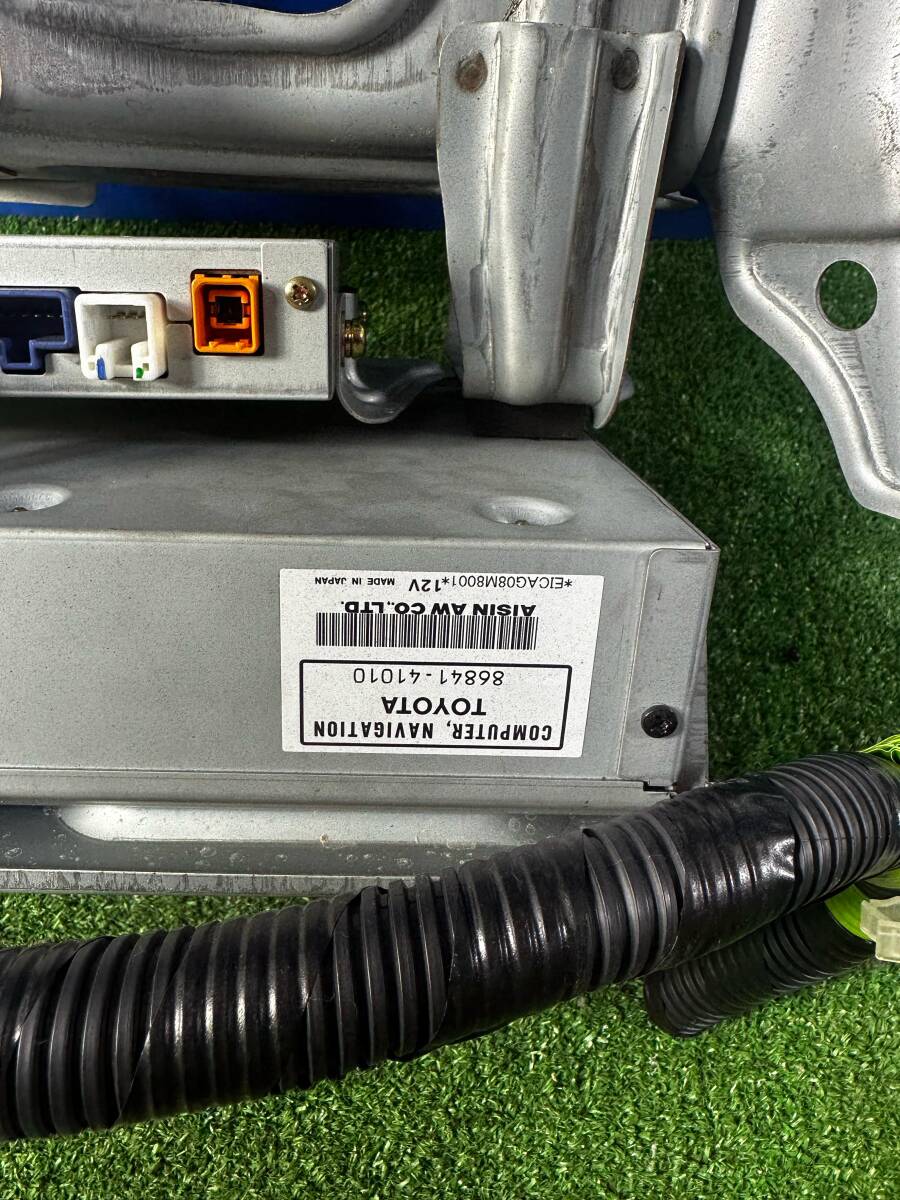 COMPUTER, NAVIGATION
TOYOTA
86841-41010
AISIN AW CO.,LTD.
*EICAG08M8001*12V MADE IN JAPAN